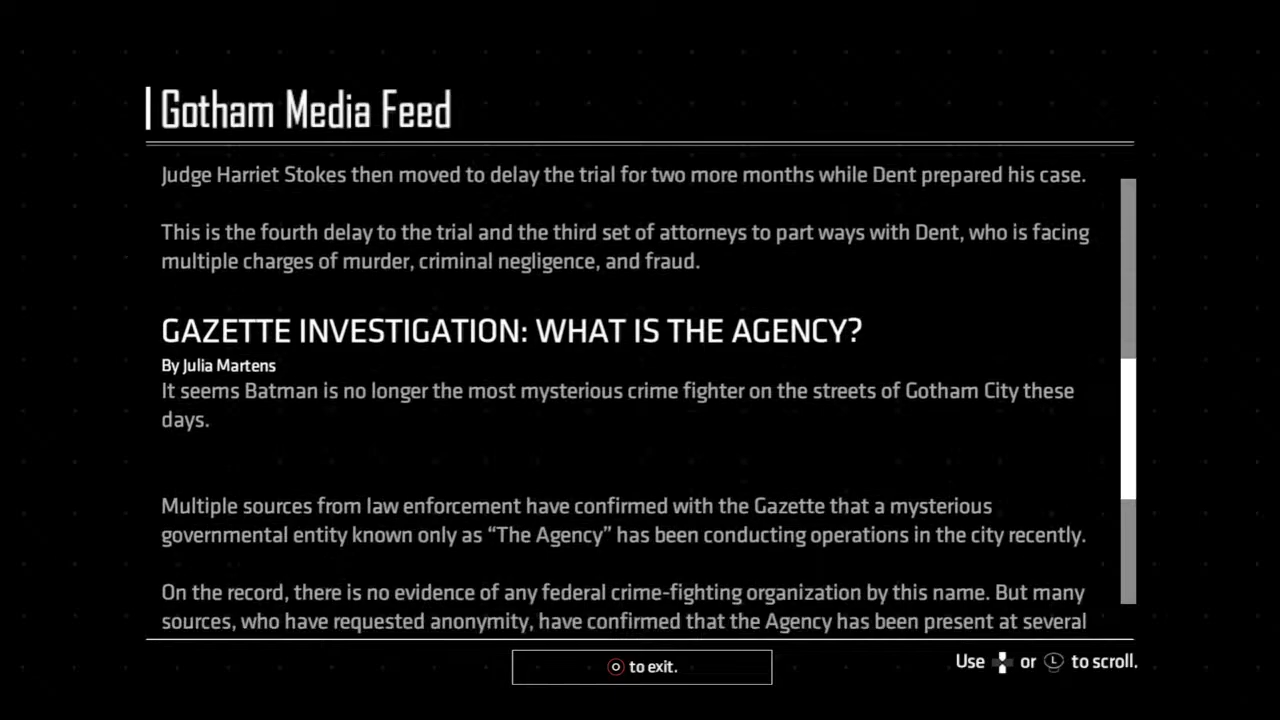 Gotham Media Feed
Judge Harriet Stokes then moved to delay the trial for two more months while Dent prepared his case.
This is the fourth delay to the trial and the third set of attorneys to part ways with Dent, who is facing
multiple charges of murder, criminal negligence, and fraud.
GAZETTE INVESTIGATION: WHAT IS THE AGENCY?
By Julia Martens
It seems Batman is no longer the most mysterious crime fighter on the streets of Gotham City these
days.
Multiple sources from law enforcement have confirmed with the Gazette that a mysterious
governmental entity known only as “The Agency” has been conducting operations in the city recently.
On the record, there is no evidence of any federal crime-fighting organization by this name. But many
sources, who have requested anonymity, have confirmed that the Agency has been present at several
to exit.
Use or L to scroll.